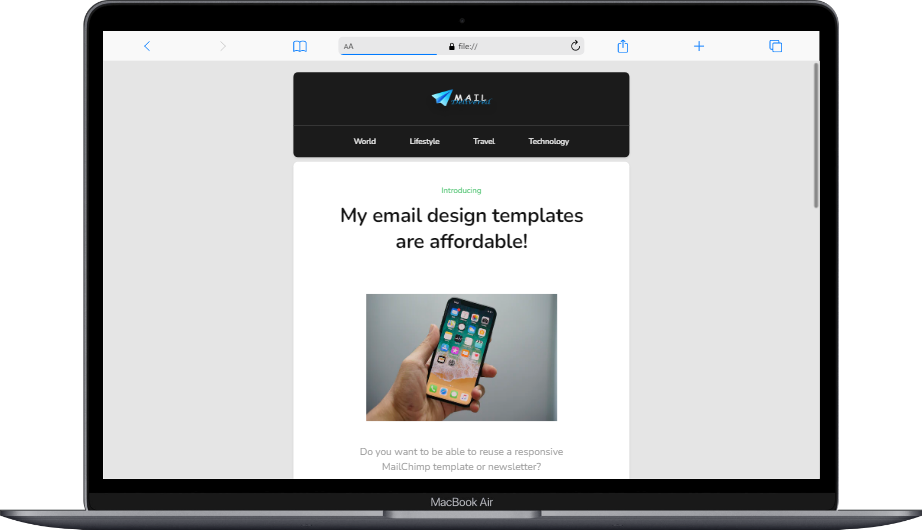 AA
file://
MAIL
World Lifestyle Travel Technology
Introducing
My email design templates
are affordable!
Do you want to be able to reuse a responsive
MailChimp template or newsletter?
MacBook Air